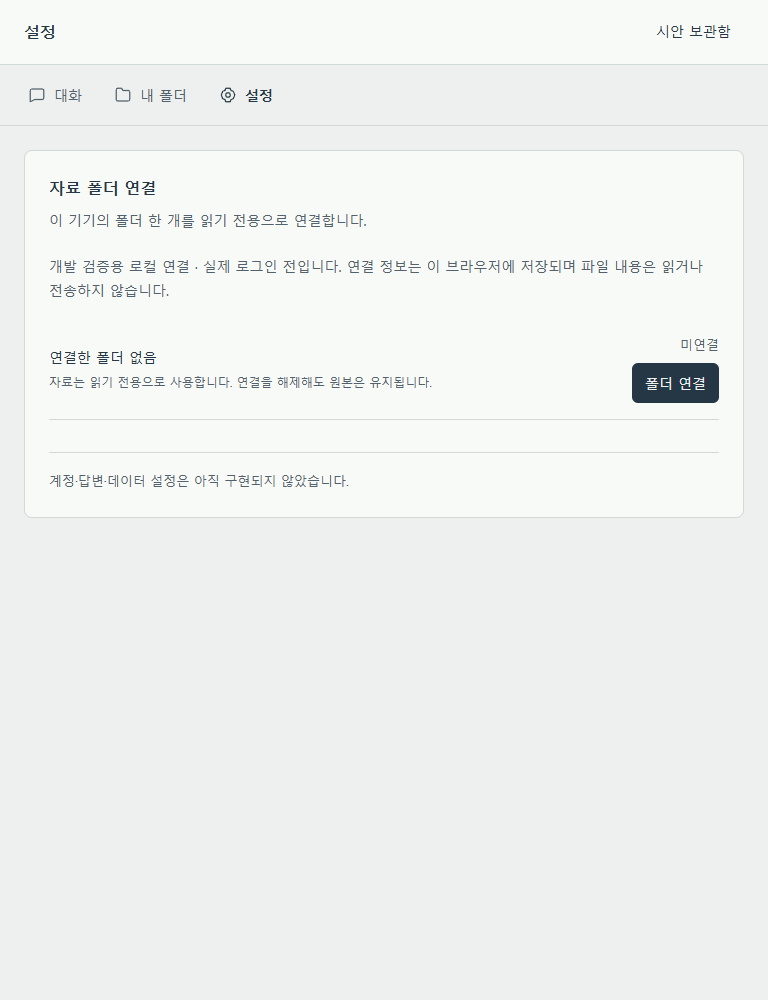 설정
시안 보관함
대화
내 폴더
설정
자료 폴더 연결
이 기기의 폴더 한 개를 읽기 전용으로 연결합니다.
개발 검증용 로컬 연결 · 실제 로그인 전입니다. 연결 정보는 이 브라우저에 저장되며 파일 내용은 읽거나
전송하지 않습니다.
미연결
연결한 폴더 없음
자료는 읽기 전용으로 사용합니다. 연결을 해제해도 원본은 유지됩니다.
폴더 연결
계정·답변·데이터 설정은 아직 구현되지 않았습니다.